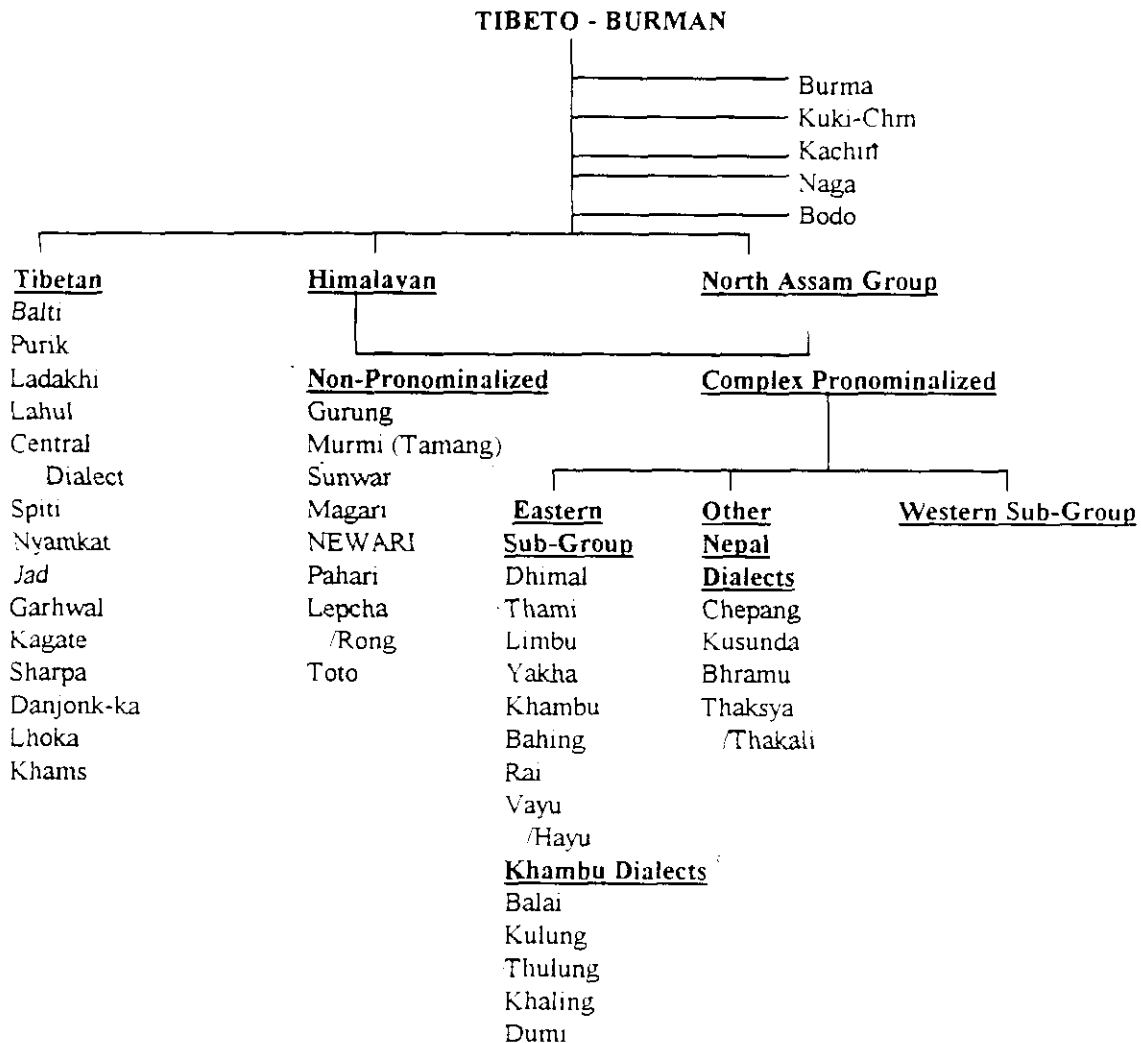 TIBETO - BURMAN
Burma
Kuki-Chin
Kachin
Naga
Bodo
Tibetan
Balti
Purik
Ladakhi
Lahul
Central
Dialect
Spiti
Nyamkat
Jad
Garhwal
Kagate
Sharpa
Danjonk-ka
Lhoka
Khams
Himalayan
Non-Pronominalized
Gurung
Murmi (Tamang)
Sunwar
Magari
NEWARI
Pahari
Lepcha
/Rong
Toto
North Assam Group
Complex Pronominalized
Eastern
Sub-Group
Dhimal
Thami
Limbu
Yakha
Khambu
Bahing
Rai
Vayu
/Hayu
Khambu Dialects
Balai
Kulung
Thulung
Khaling
Dumi
Other
Nepal
Dialects
Chepang
Kusunda
Bhramu
Thaksya
/Thakali
Western Sub-Group